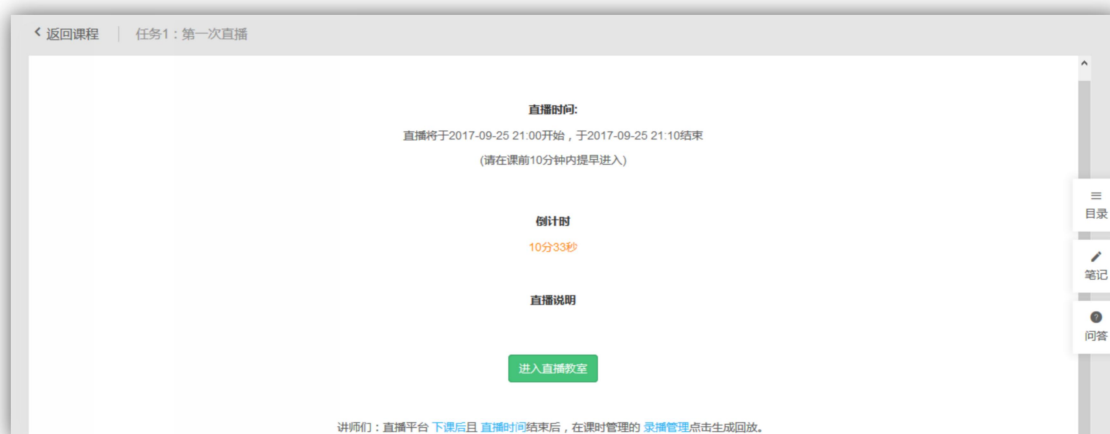 返回课程 任务1：第一次直播
直播时间:
直播将于2017-09-25 21:00开始，于2017-09-25 21:10结束
(请在课前10分钟内提早进入)
倒计时
10分33秒
直播说明
进入直播教室
讲师们：直播平台 下课后且 直播时间结束后，在课时管理的 录播管理点击生成回放。
目录
笔记
问答